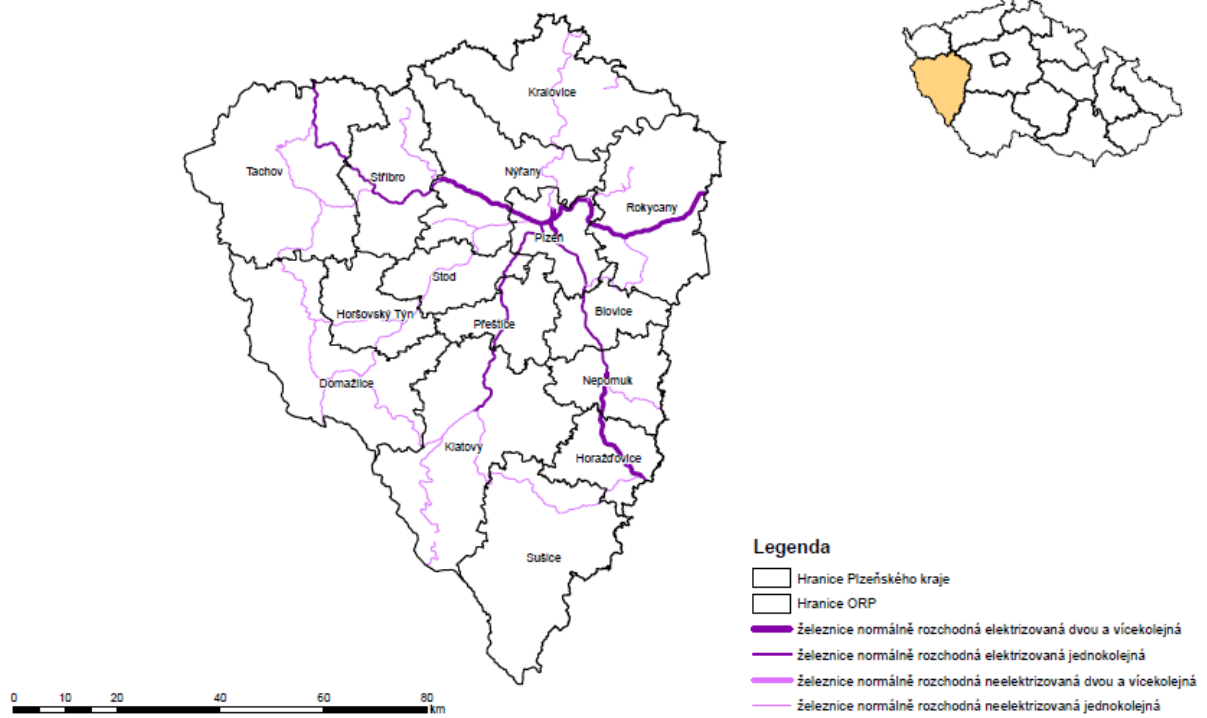 Kralovice
Tachov
Stříbro
Nýřany
Rokycany
Plzeň
Stod
Horšovský Týn
Přeštice
Blovice
Domažlice
Nepomuk
Klatovy
Horažďovice
Sušice
Legenda
Hranice Plzeňského kraje
Hranice ORP
železnice normálně rozchodná elektrizovaná dvou a vícekolejná
železnice normálně rozchodná elektrizovaná jednokolejná
železnice normálně rozchodná neelektrizovaná dvou a vícekolejná
železnice normálně rozchodná neelektrizovaná jednokolejná
0 10 20 40 60 80
km